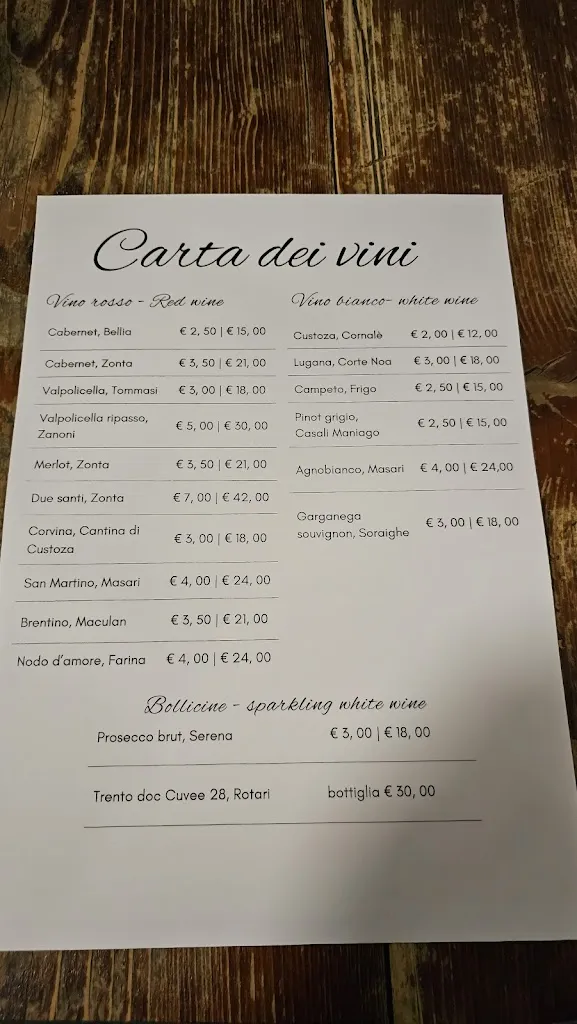 Carta dei vini
Vino rosso - Red wine
Cabernet, Bellia € 2, 50 | € 15, 00
Cabernet, Zonta € 3, 50 | € 21, 00
Valpolicella, Tommasi € 3, 00 | € 18, 00
Valpolicella ripasso,
Zanoni € 5, 00 | € 30, 00
Merlot, Zonta € 3, 50 | € 21, 00
Due santi, Zonta € 7, 00 | € 42, 00
Corvina, Cantina di
Custoza € 3, 00 | € 18, 00
San Martino, Masari € 4, 00 | € 24, 00
Brentino, Maculan € 3, 50 | € 21, 00
Nodo d'amore, Farina € 4, 00 | € 24, 00
Vino bianco- white wine
Custoza, Cornalè € 2, 00 | € 12, 00
Lugana, Corte Noa € 3, 00 | € 18, 00
Campeto, Frigo € 2, 50 | € 15, 00
Pinot grigio,
Casali Maniago € 2, 50 | € 15, 00
Agnobianco, Masari € 4, 00 | € 24,00
Garganega
souvignon, Soraighe € 3, 00 | € 18, 00
Bollicine - sparkling white wine
Prosecco brut, Serena € 3, 00 | € 18, 00
Trento doc Cuvee 28, Rotari bottiglia € 30, 00